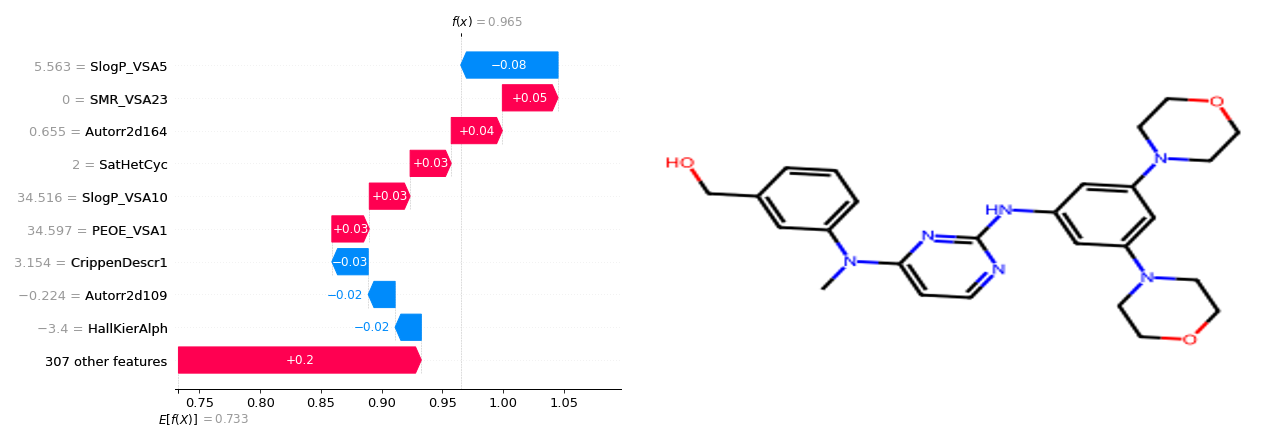 f(x) = 0.965
5.563 = SlogP_VSA5
−0.08
0 = SMR_VSA23
+0.05
0.655 = Autorr2d164
+0.04
2 = SatHetCyc
+0.03
34.516 = SlogP_VSA10
+0.03
34.597 = PEOE_VSA1
+0.03
3.154 = CrippenDescr1
−0.03
−0.224 = Autorr2d109
−0.02
−3.4 = HallKierAlph
−0.02
307 other features
+0.2
0.75 0.80 0.85 0.90 0.95 1.00 1.05
E[f(X)] = 0.733
O
N
HO
HN
N
N
N
N
O